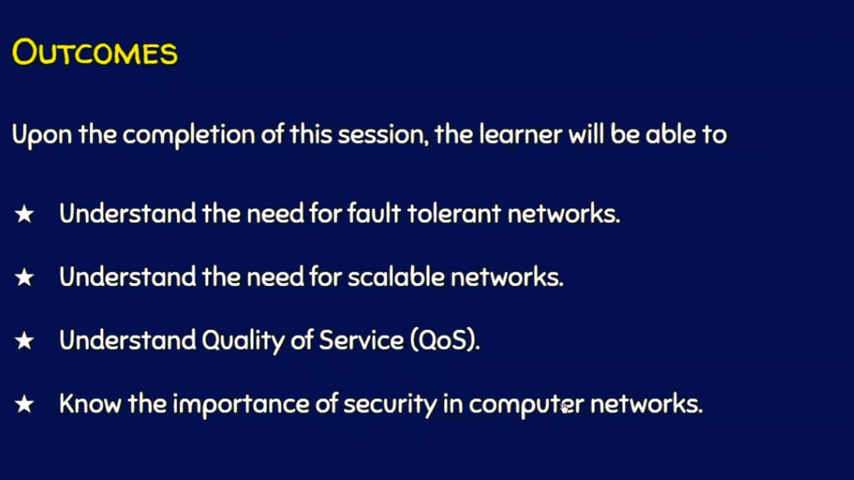 OUTCOMES
Upon the completion of this session, the learner will be able to
★ Understand the need for fault tolerant networks.
★ Understand the need for scalable networks.
★ Understand Quality of Service (QoS).
★ Know the importance of security in computer networks.